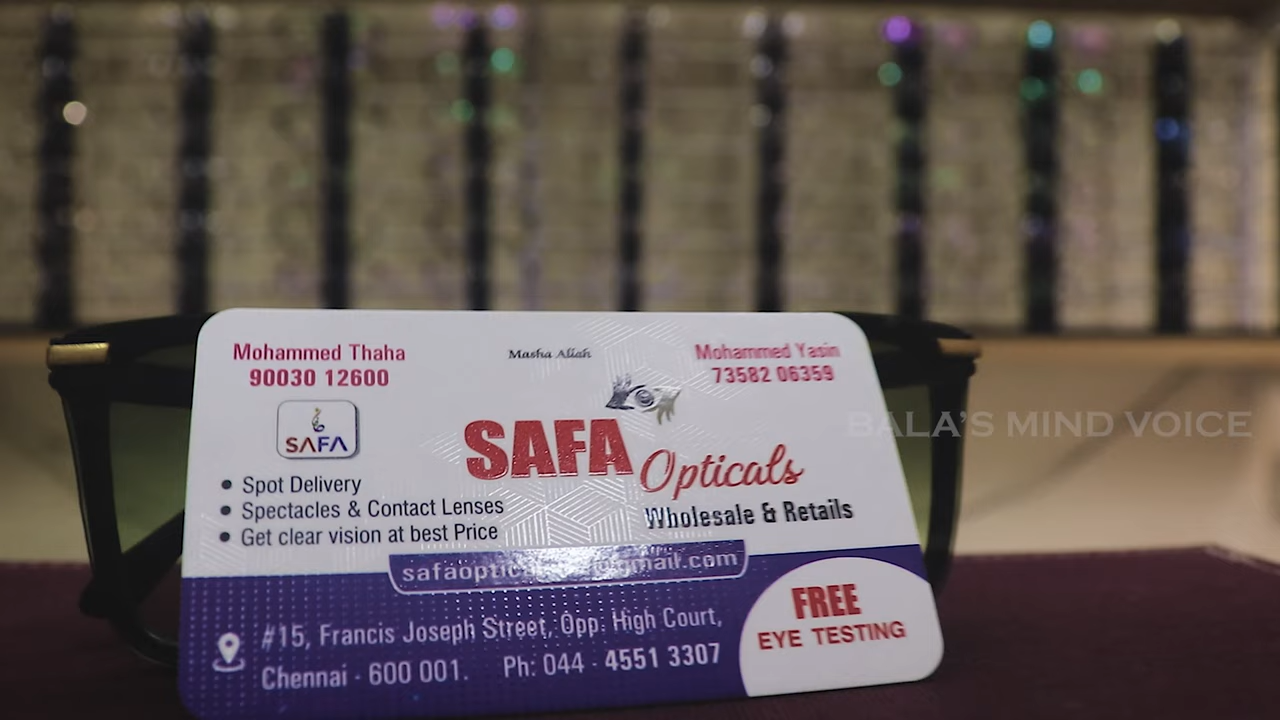 Mohammed Thaha
90030 12600
Masha Allah
Mohammed Yasin
73582 06359
SAFA
SAFA Opticals
Wholesale & Retails
• Spot Delivery
• Spectacles & Contact Lenses
• Get clear vision at best Price
#15, Francis Joseph Street, Opp: High Court,
Chennai - 600 001. Ph: 044 - 4551 3307
FREE
EYE TESTING
BALA'S MIND VOICE